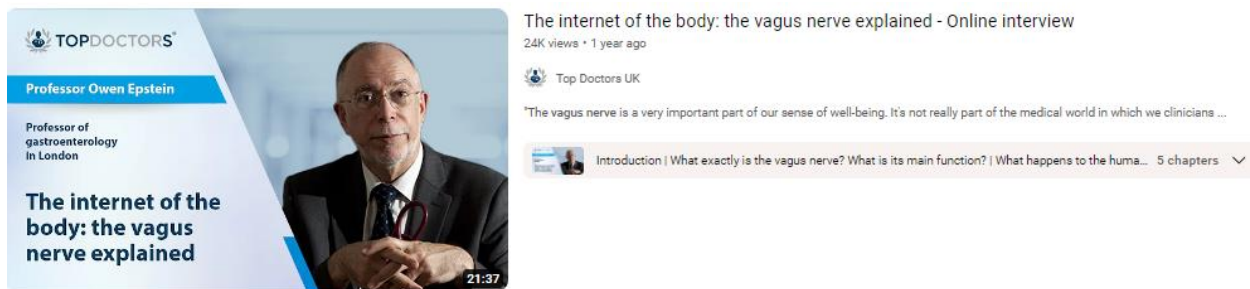 TOPDOCTORS®
Professor Owen Epstein
Professor of
gastroenterology
in London
The internet of the
body: the vagus
nerve explained
21:37
The internet of the body: the vagus nerve explained - Online interview
24K views • 1 year ago
Top Doctors UK
"The vagus nerve is a very important part of our sense of well-being. It's not really part of the medical world in which we clinicians ...
Introduction | What exactly is the vagus nerve? What is its main function? | What happens to the huma... 5 chapters